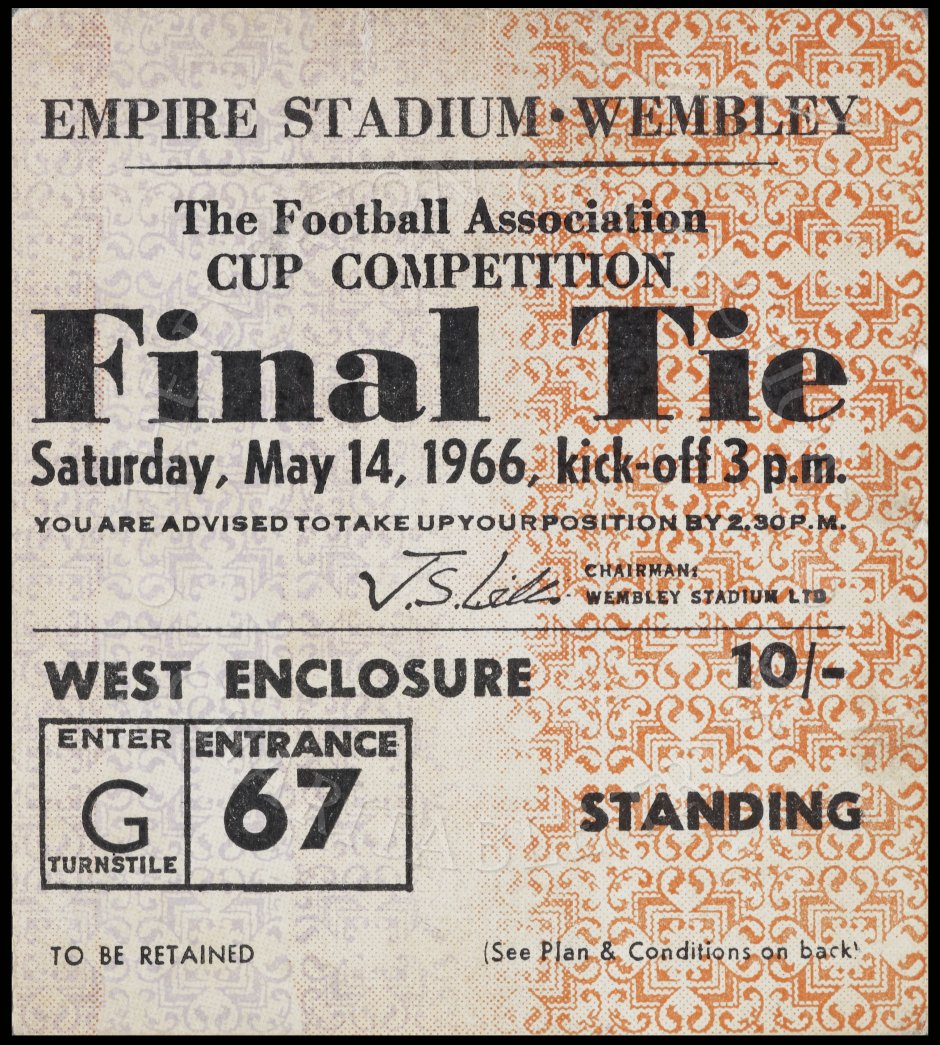 EMPIRE STADIUM · WEMBLEY
The Football Association
CUP COMPETITION
Final Tie
Saturday, May 14, 1966, kick-off 3 p.m.
YOU ARE ADVISED TO TAKE UP YOUR POSITION BY 2.30 P.M.
J.S.
CHAIRMAN:
WEMBLEY STADIUM LTD
WEST ENCLOSURE
10/-
ENTER
G
TURNSTILE
ENTRANCE
67
STANDING
TO BE RETAINED
(See Plan & Conditions on back)